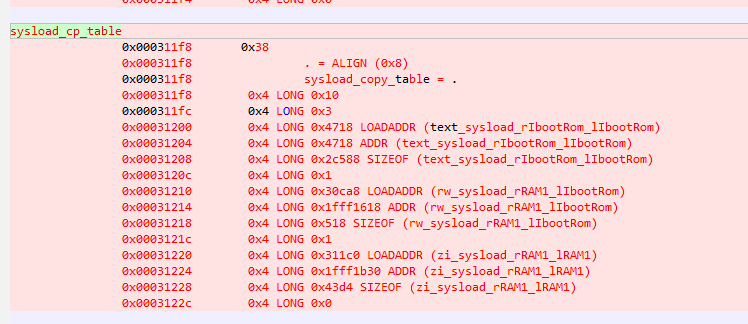 0x000311f4 0x4 LONG 0x0
sysload_cp_table
0x000311f8 0x38
0x000311f8 . = ALIGN (0x8)
0x000311f8 sysload_copy_table = .
0x000311f8 0x4 LONG 0x10
0x000311fc 0x4 LONG 0x3
0x00031200 0x4 LONG 0x4718 LOADADDR (text_sysload_rIbootRom_lIbootRom)
0x00031204 0x4 LONG 0x4718 ADDR (text_sysload_rIbootRom_lIbootRom)
0x00031208 0x4 LONG 0x2c588 SIZEOF (text_sysload_rIbootRom_lIbootRom)
0x0003120c 0x4 LONG 0x1
0x00031210 0x4 LONG 0x30ca8 LOADADDR (rw_sysload_rRAM1_lIbootRom)
0x00031214 0x4 LONG 0x1fff1618 ADDR (rw_sysload_rRAM1_lIbootRom)
0x00031218 0x4 LONG 0x518 SIZEOF (rw_sysload_rRAM1_lIbootRom)
0x0003121c 0x4 LONG 0x1
0x00031220 0x4 LONG 0x311c0 LOADADDR (zi_sysload_rRAM1_lRAM1)
0x00031224 0x4 LONG 0x1fff1b30 ADDR (zi_sysload_rRAM1_lRAM1)
0x00031228 0x4 LONG 0x43d4 SIZEOF (zi_sysload_rRAM1_lRAM1)
0x0003122c 0x4 LONG 0x0